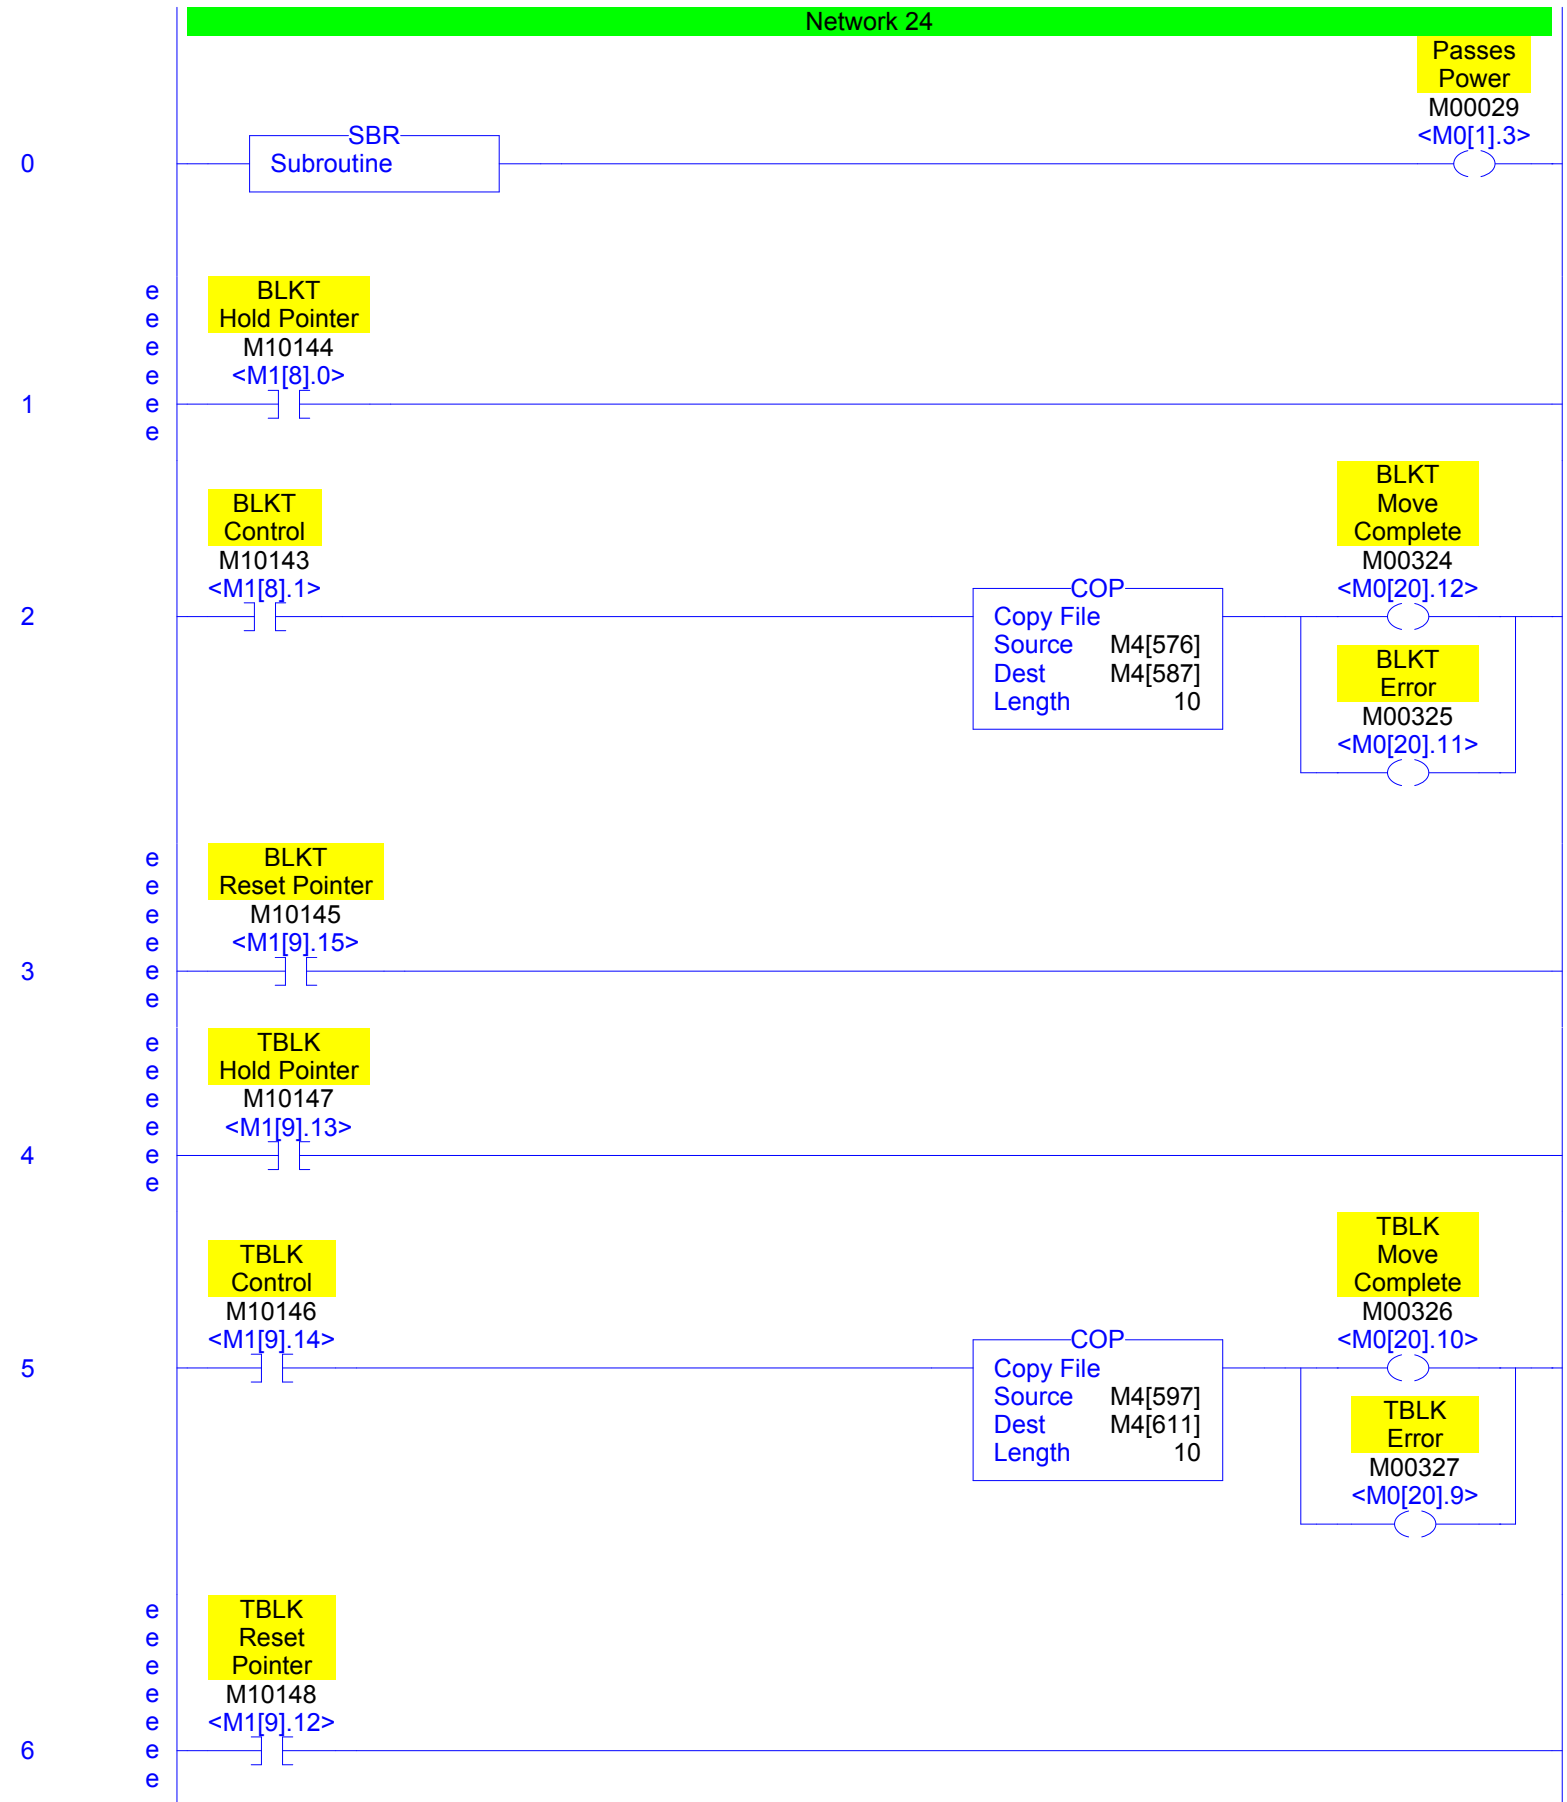 Network 24
Passes
Power
M00029
<M0[1].3>
SBR
Subroutine
0
e
e
e
e
e
e
BLKT
Hold Pointer
M10144
<M1[8].0>
1
BLKT
Control
M10143
<M1[8].1>
2
COP
Copy File
Source M4[576]
Dest M4[587]
Length 10
BLKT
Move
Complete
M00324
<M0[20].12>
BLKT
Error
M00325
<M0[20].11>
e
e
e
e
e
e
BLKT
Reset Pointer
M10145
<M1[9].15>
3
e
e
e
e
e
e
TBLK
Hold Pointer
M10147
<M1[9].13>
4
TBLK
Control
M10146
<M1[9].14>
5
COP
Copy File
Source M4[597]
Dest M4[611]
Length 10
TBLK
Move
Complete
M00326
<M0[20].10>
TBLK
Error
M00327
<M0[20].9>
e
e
e
e
e
e
e
TBLK
Reset
Pointer
M10148
<M1[9].12>
6